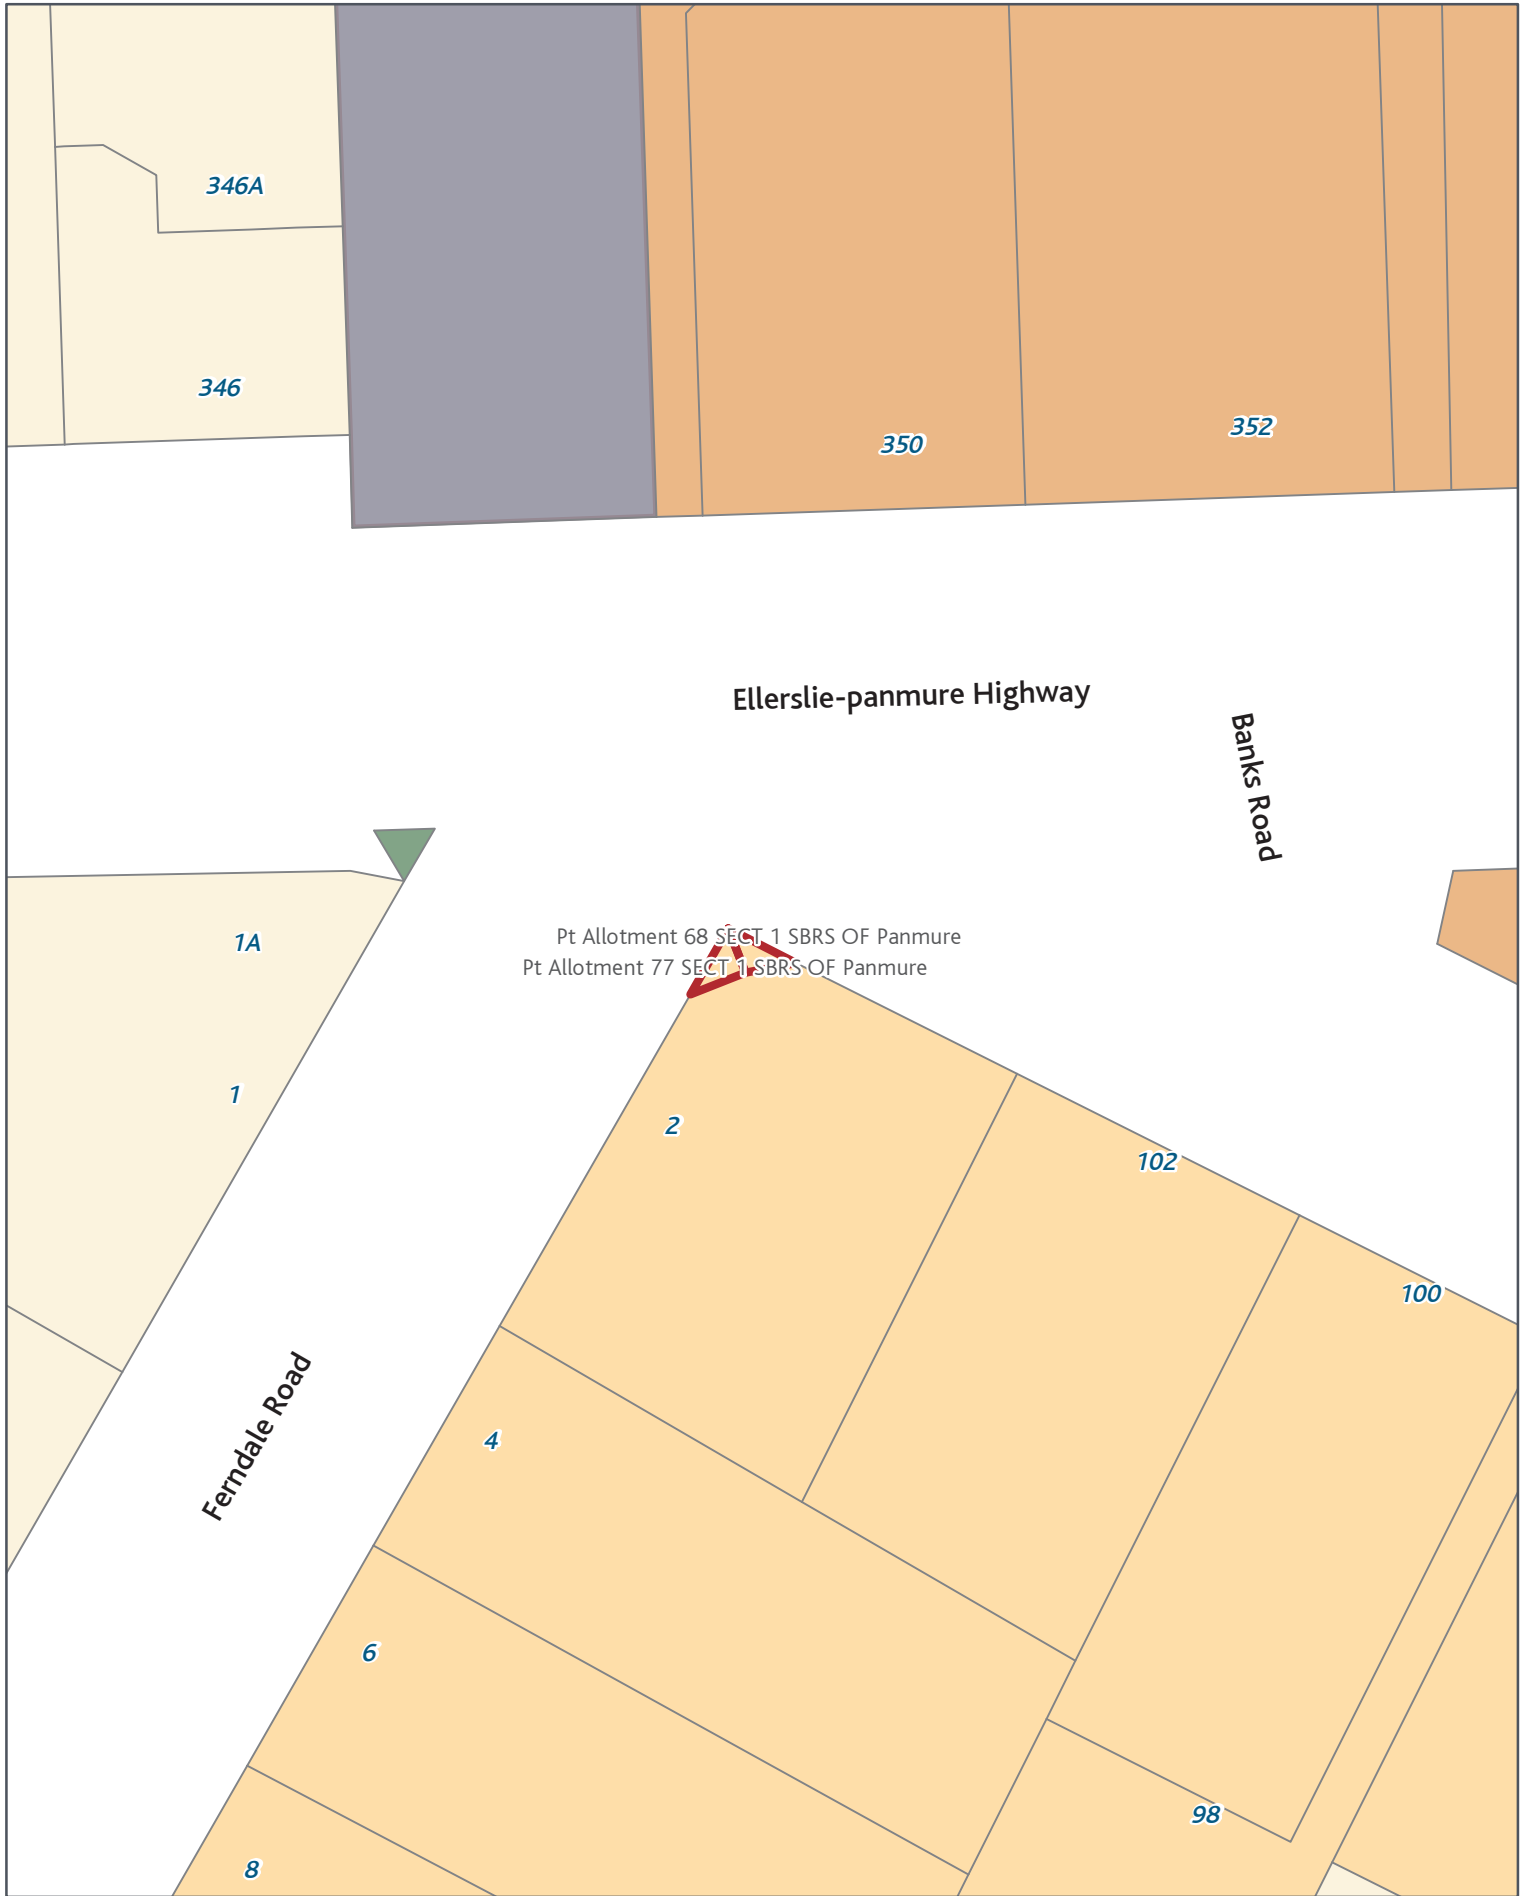 346A
346
350
352
Ellerslie-panmure Highway
Banks Road
Pt Allotment 68 SECT 1 SBRS OF Panmure
Pt Allotment 77 SECT 1 SBRS OF Panmure
1A
1
2
102
100
Ferndale Road
4
6
98
8